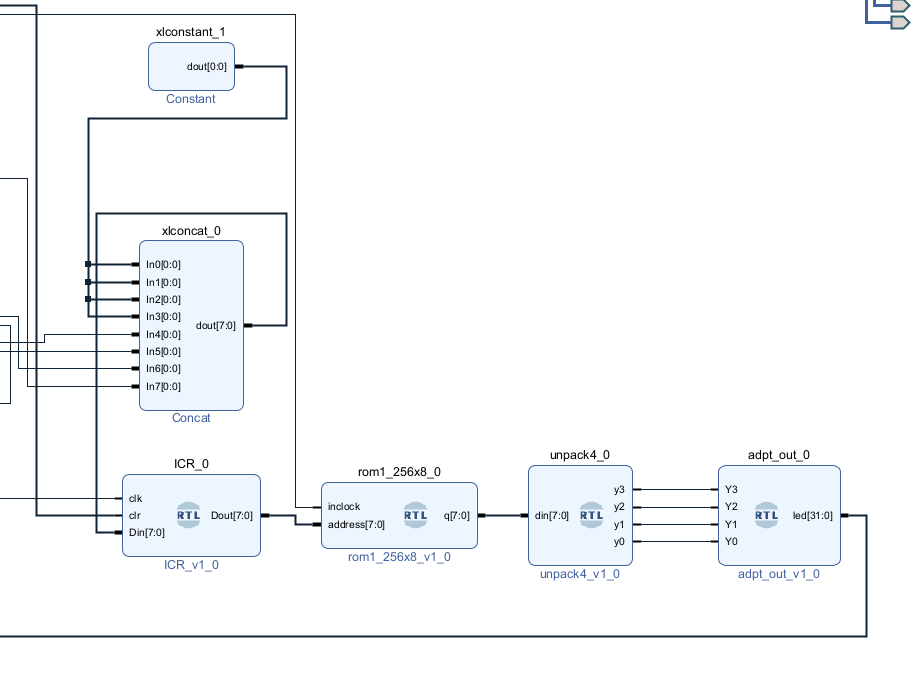 xlconstant_1
dout[0:0]
Constant
xlconcat_0
In0[0:0]
In1[0:0]
In2[0:0]
In3[0:0]
In4[0:0]
In5[0:0]
In6[0:0]
In7[0:0]
dout[7:0]
Concat
ICR_0
clk
clr
Din[7:0]
RTL
Dout[7:0]
ICR_v1_0
rom1_256x8_0
inclock
address[7:0]
RTL
q[7:0]
rom1_256x8_v1_0
unpack4_0
din[7:0]
RTL
y3
y2
y1
y0
unpack4_v1_0
adpt_out_0
Y3
Y2
Y1
Y0
RTL
led[31:0]
adpt_out_v1_0